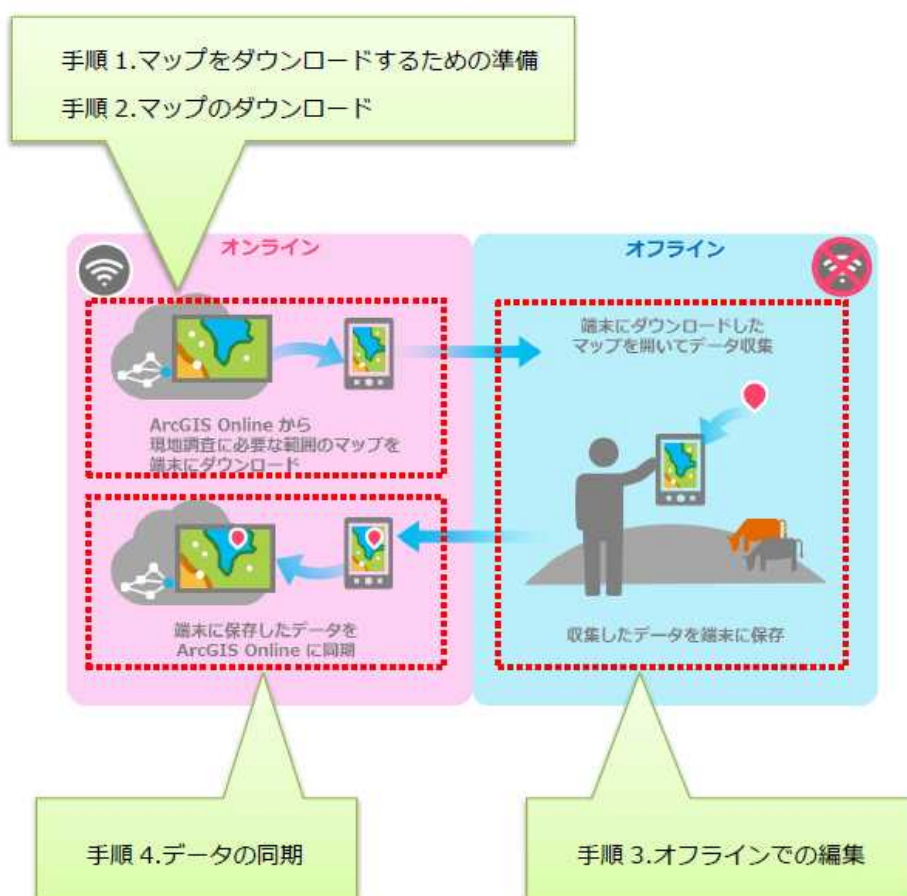 手順 1.マップをダウンロードするための準備
手順 2.マップのダウンロード
オンライン
オフライン
ArcGIS Online から
現地調査に必要な範囲のマップを
端末にダウンロード
端末にダウンロードした
マップを開いてデータ収集
収集したデータを端末に保存
端末に保存したデータを
ArcGIS Online に同期
手順 4.データの同期
手順 3.オフラインでの編集